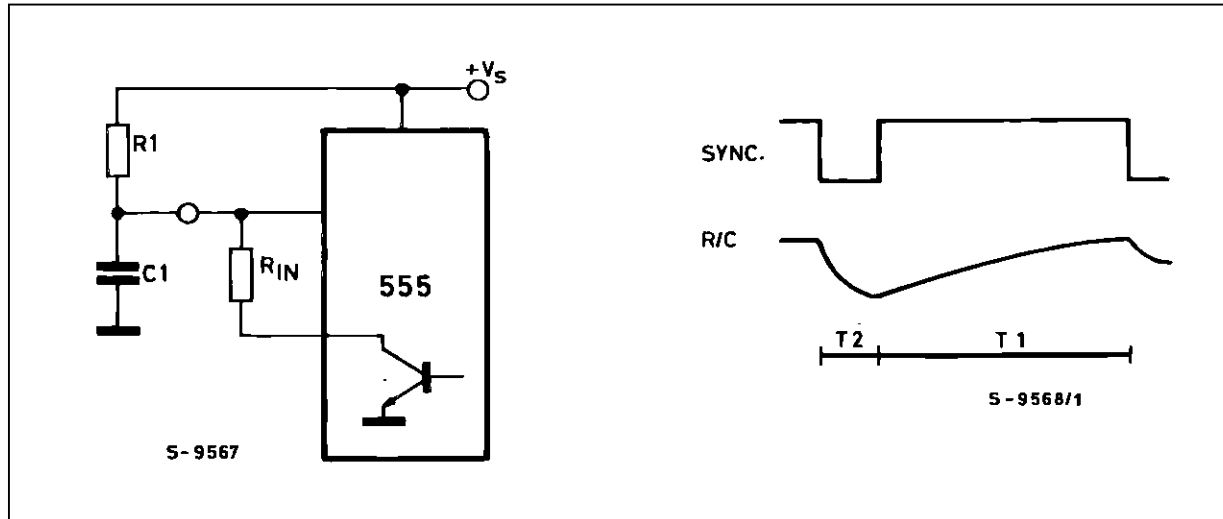 +VS
R1
C1
RIN
555
S-9567
SYNC.
R/C
T2
T1
S-9568/1